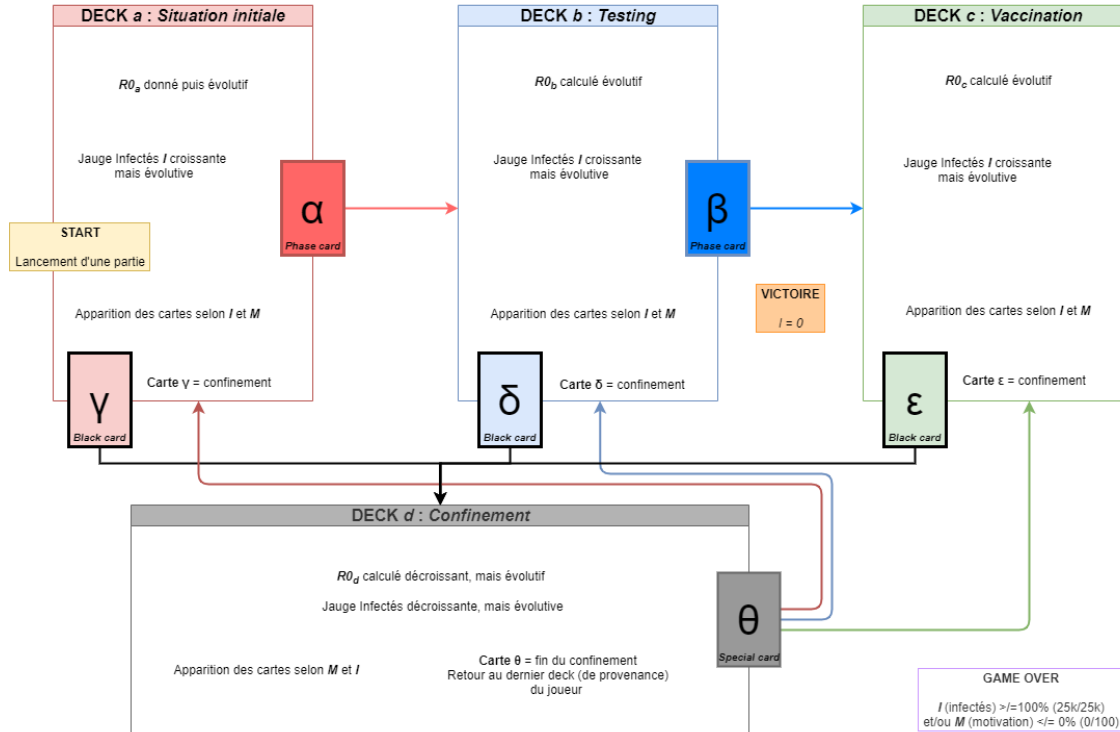 DECK a : Situation initiale
R0a donné puis évolutif
Jauge Infectés I croissante
mais évolutive
α
Phase card
START
Lancement d'une partie
Apparition des cartes selon I et M
Carte γ = confinement
γ
Black card
DECK b : Testing
R0b calculé évolutif
Jauge Infectés I croissante
mais évolutive
β
Phase card
Apparition des cartes selon I et M
Carte δ = confinement
δ
Black card
VICTOIRE
I = 0
DECK c : Vaccination
R0c calculé évolutif
Jauge Infectés I croissante
mais évolutive
Apparition des cartes selon I et M
Carte ε = confinement
ε
Black card
DECK d : Confinement
R0d calculé décroissant, mais évolutif
Jauge Infectés décroissante, mais évolutive
Apparition des cartes selon M et I
Carte θ = fin du confinement
Retour au dernier deck (de provenance)
du joueur
θ
Special card
GAME OVER
I (infectés) >/=100% (25k/25k)
et/ou M (motivation) </= 0% (0/100)